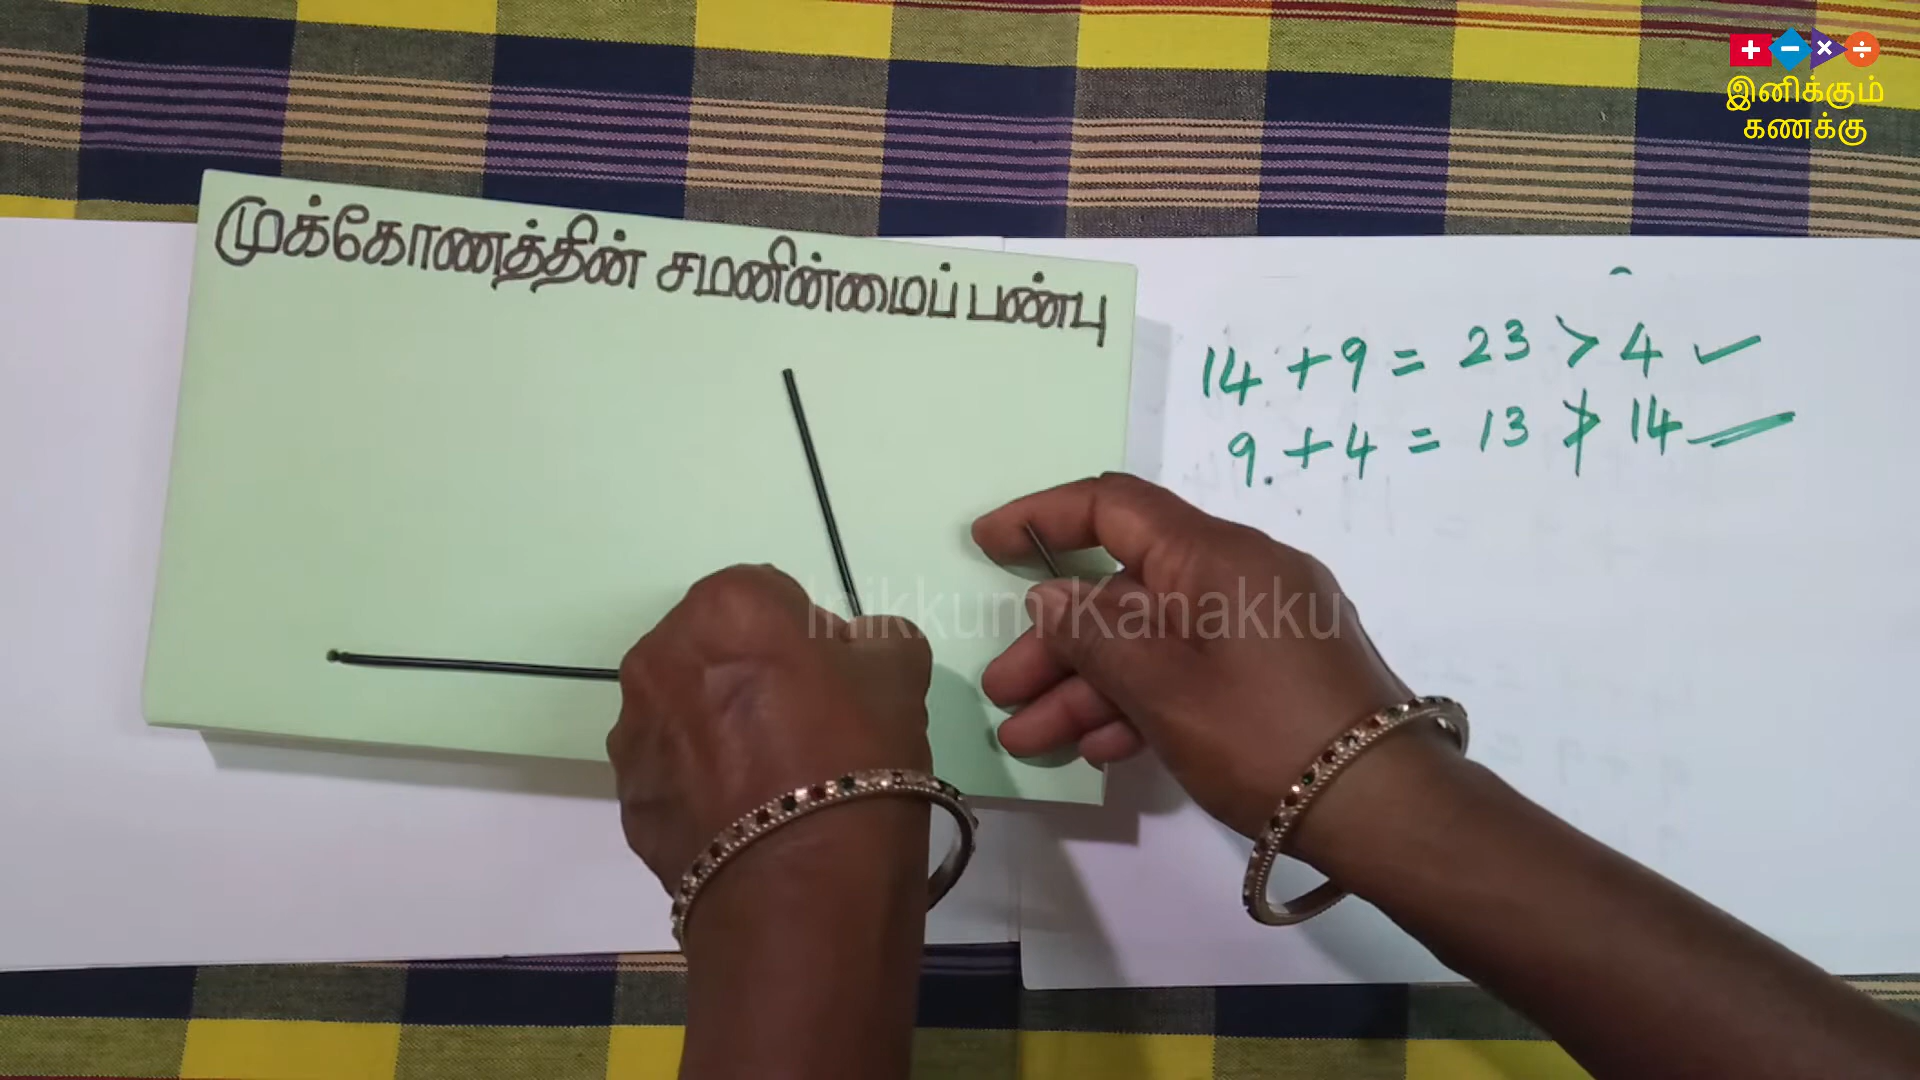 இனிக்கும்
கணக்கு
முக்கோணத்தின் சமனின்மைப் பண்பு
14 + 9 = 23 > 4 ✓
9 + 4 = 13 ≯ 14
Inikkum Kanakku